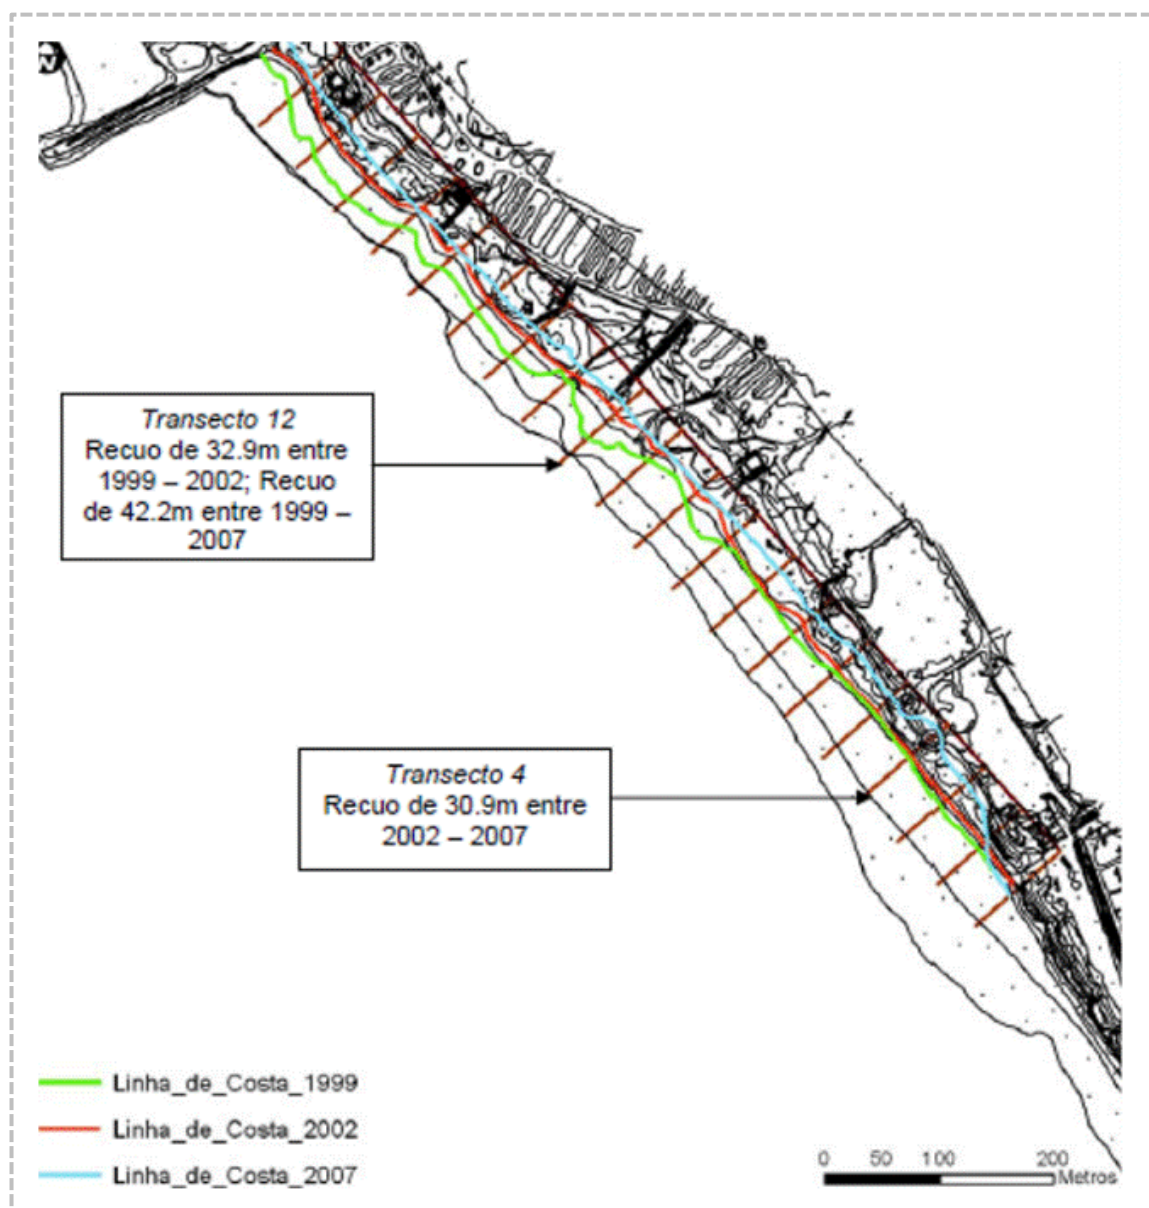 Transecto 12
Recuo de 32.9m entre
1999 – 2002; Recuo
de 42.2m entre 1999 –
2007
Transecto 4
Recuo de 30.9m entre
2002 – 2007
Linha_de_Costa_1999
Linha_de_Costa_2002
Linha_de_Costa_2007
0 50 100 200
Metros